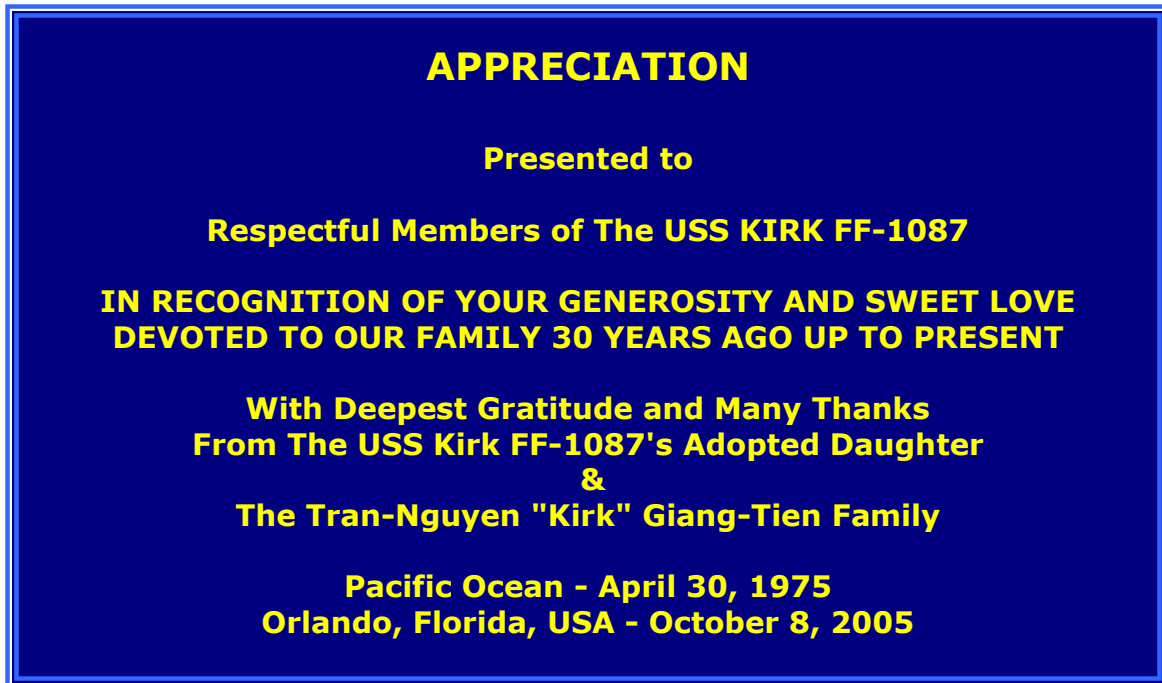 APPRECIATION
Presented to
Respectful Members of The USS KIRK FF-1087
IN RECOGNITION OF YOUR GENEROSITY AND SWEET LOVE
DEVOTED TO OUR FAMILY 30 YEARS AGO UP TO PRESENT
With Deepest Gratitude and Many Thanks
From The USS Kirk FF-1087's Adopted Daughter
&
The Tran-Nguyen "Kirk" Giang-Tien Family
Pacific Ocean - April 30, 1975
Orlando, Florida, USA - October 8, 2005